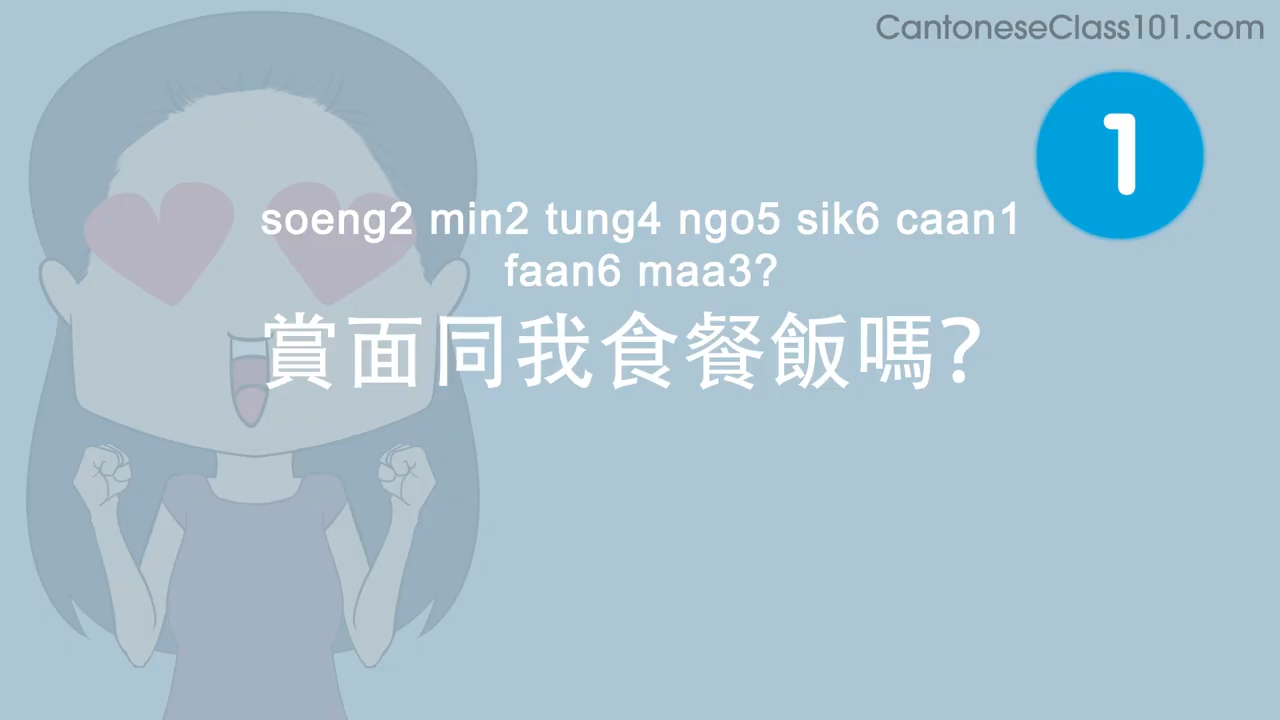 CantoneseClass101.com
1
soeng2 min2 tung4 ngo5 sik6 caan1
faan6 maa3?
賞面同我食餐飯嗎？